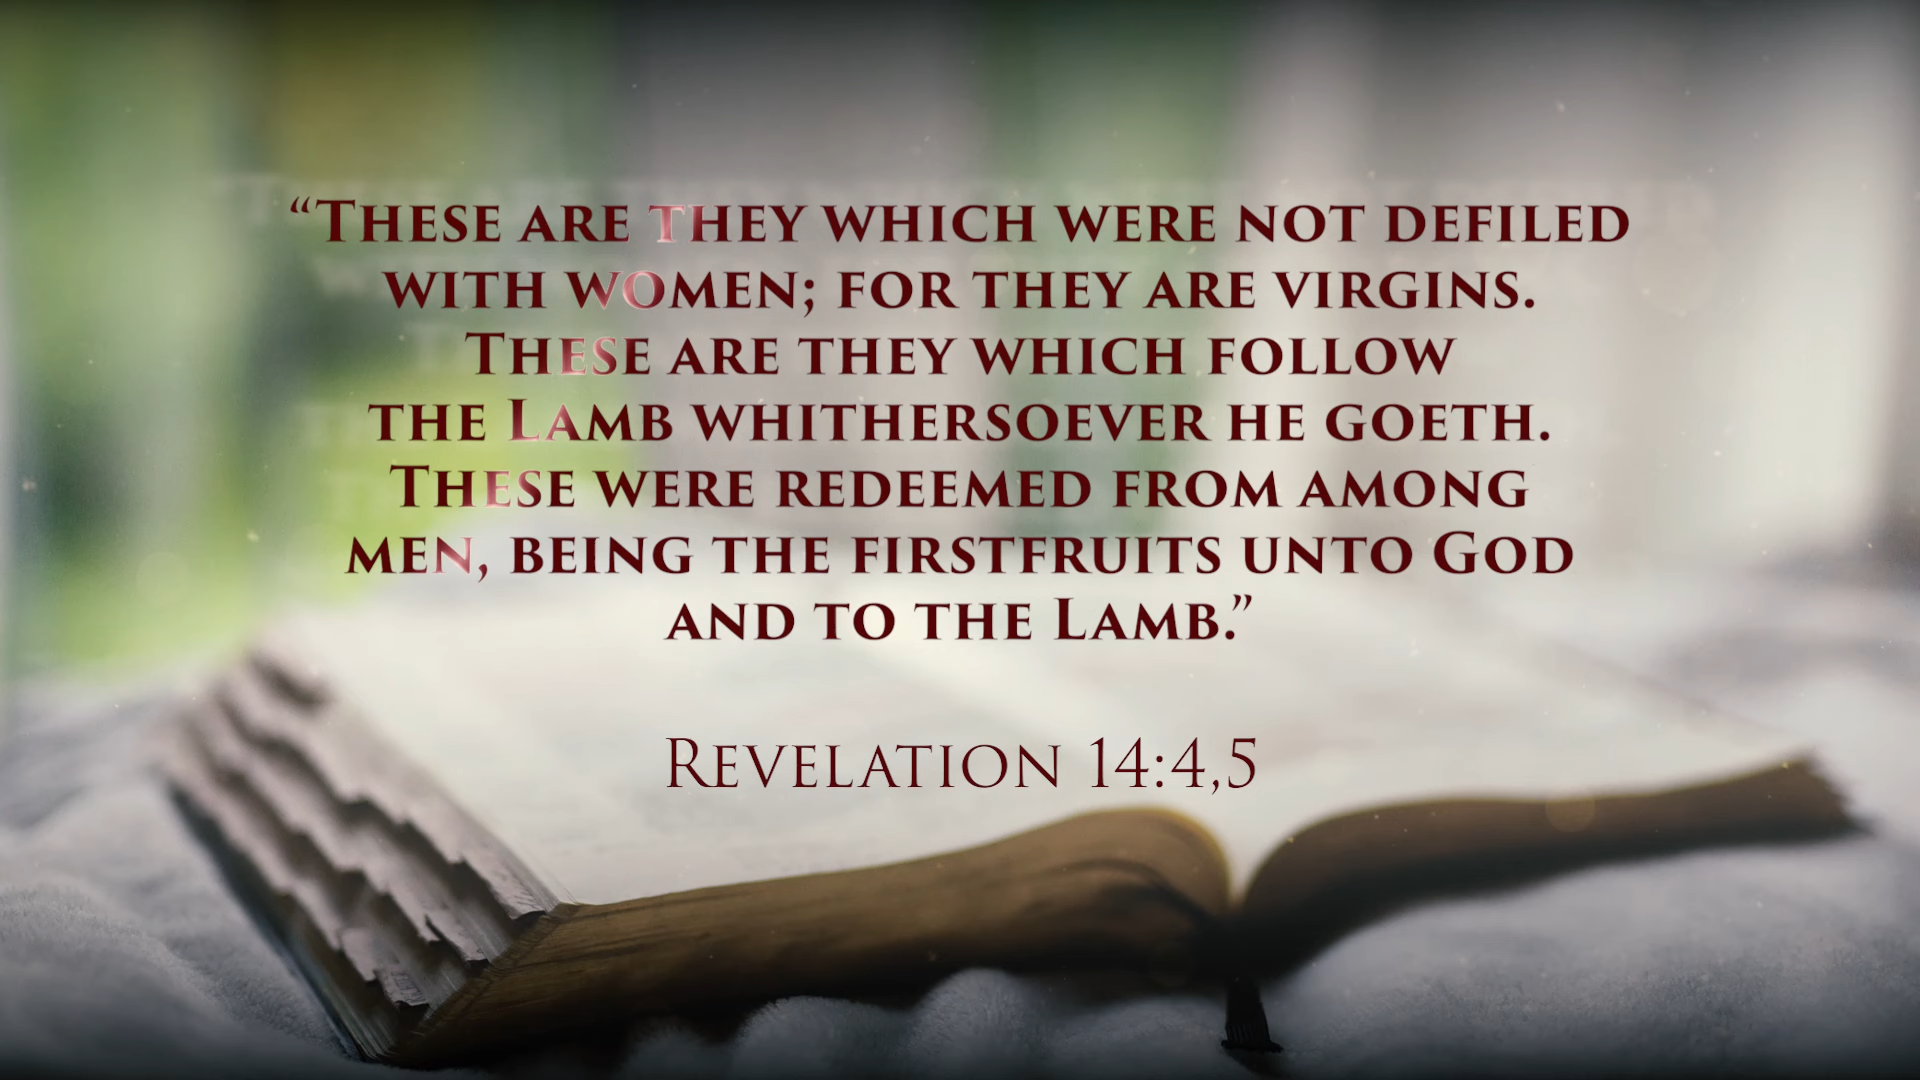 “These are they which were not defiled
with women; for they are virgins.
These are they which follow
the Lamb whithersoever he goeth.
These were redeemed from among
men, being the firstfruits unto God
and to the Lamb.”
Revelation 14:4,5